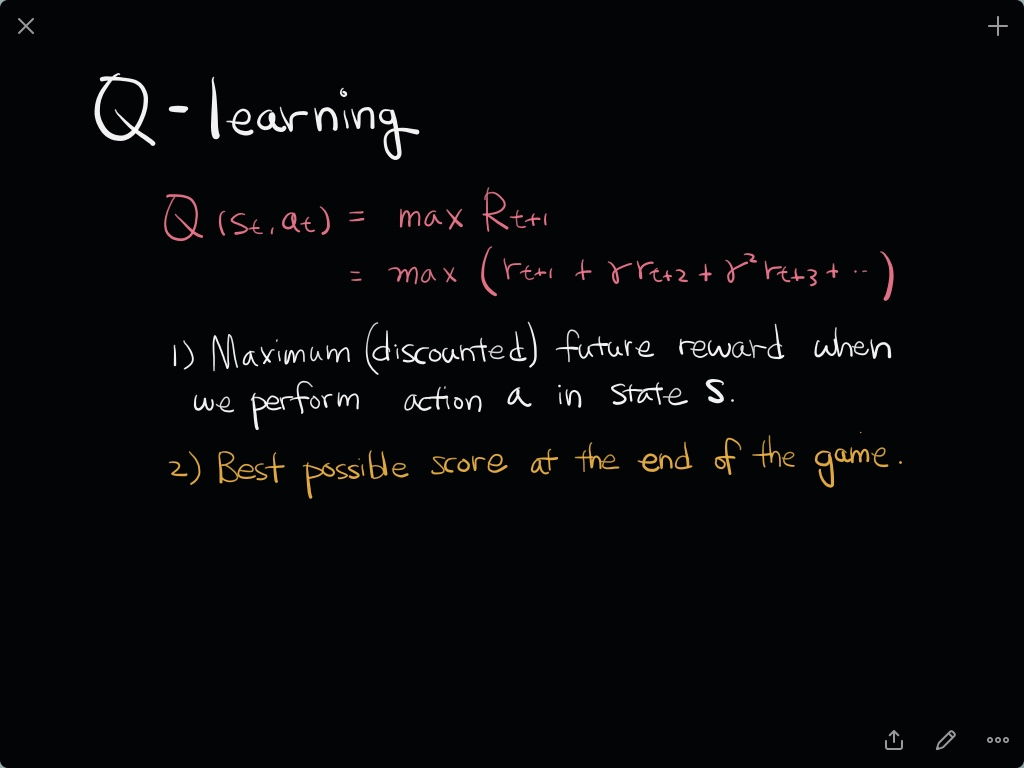 Q-learning
Q(sₜ, aₜ) = max Rₜ₊₁
= max (rₜ₊₁ + γrₜ₊₂ + γ²rₜ₊₃ + ··)
1) Maximum (discounted) future reward when
we perform action a in state s.
2) Best possible score at the end of the game.